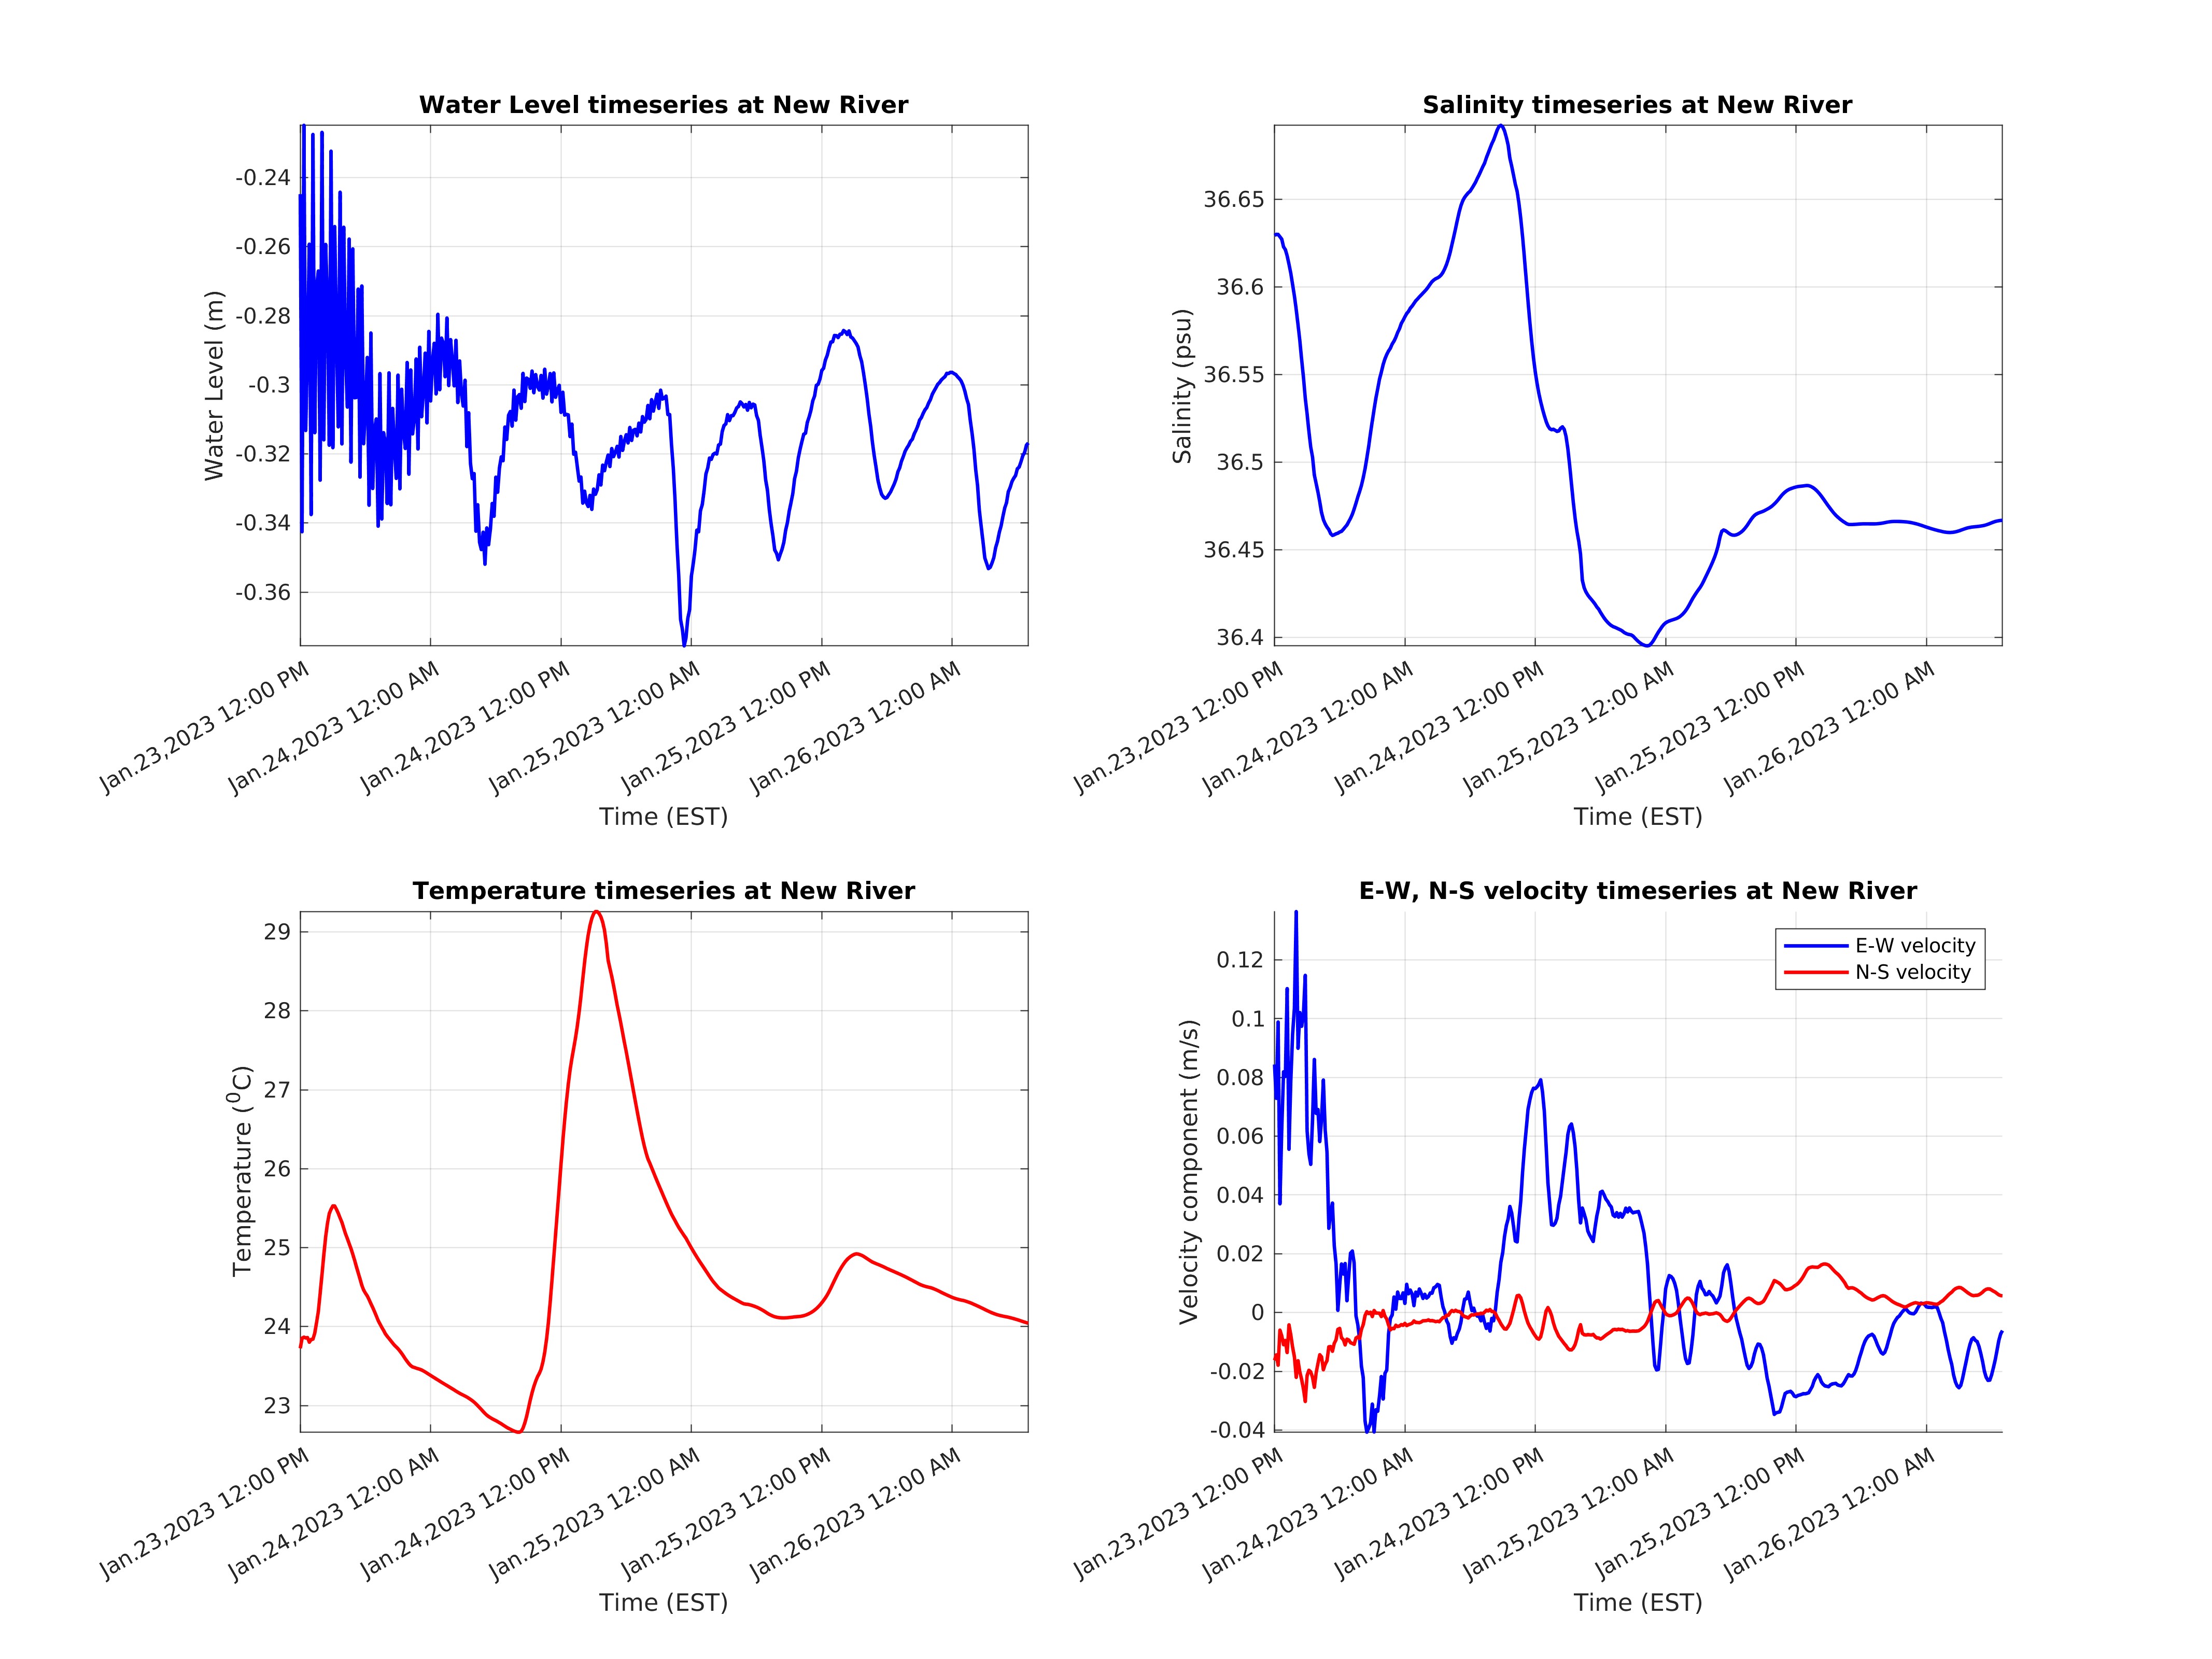 Water Level timeseries at New River
Water Level (m)
-0.24
-0.26
-0.28
-0.3
-0.32
-0.34
-0.36
Jan.23,2023 12:00 PM
Jan.24,2023 12:00 AM
Jan.24,2023 12:00 PM
Jan.25,2023 12:00 AM
Jan.25,2023 12:00 PM
Jan.26,2023 12:00 AM
Time (EST)
Salinity timeseries at New River
Salinity (psu)
36.65
36.6
36.55
36.5
36.45
36.4
Jan.23,2023 12:00 PM
Jan.24,2023 12:00 AM
Jan.24,2023 12:00 PM
Jan.25,2023 12:00 AM
Jan.25,2023 12:00 PM
Jan.26,2023 12:00 AM
Time (EST)
Temperature timeseries at New River
Temperature (⁰C)
29
28
27
26
25
24
23
Jan.23,2023 12:00 PM
Jan.24,2023 12:00 AM
Jan.24,2023 12:00 PM
Jan.25,2023 12:00 AM
Jan.25,2023 12:00 PM
Jan.26,2023 12:00 AM
Time (EST)
E-W, N-S velocity timeseries at New River
Velocity component (m/s)
0.12
0.1
0.08
0.06
0.04
0.02
0
-0.02
-0.04
E-W velocity
N-S velocity
Jan.23,2023 12:00 PM
Jan.24,2023 12:00 AM
Jan.24,2023 12:00 PM
Jan.25,2023 12:00 AM
Jan.25,2023 12:00 PM
Jan.26,2023 12:00 AM
Time (EST)